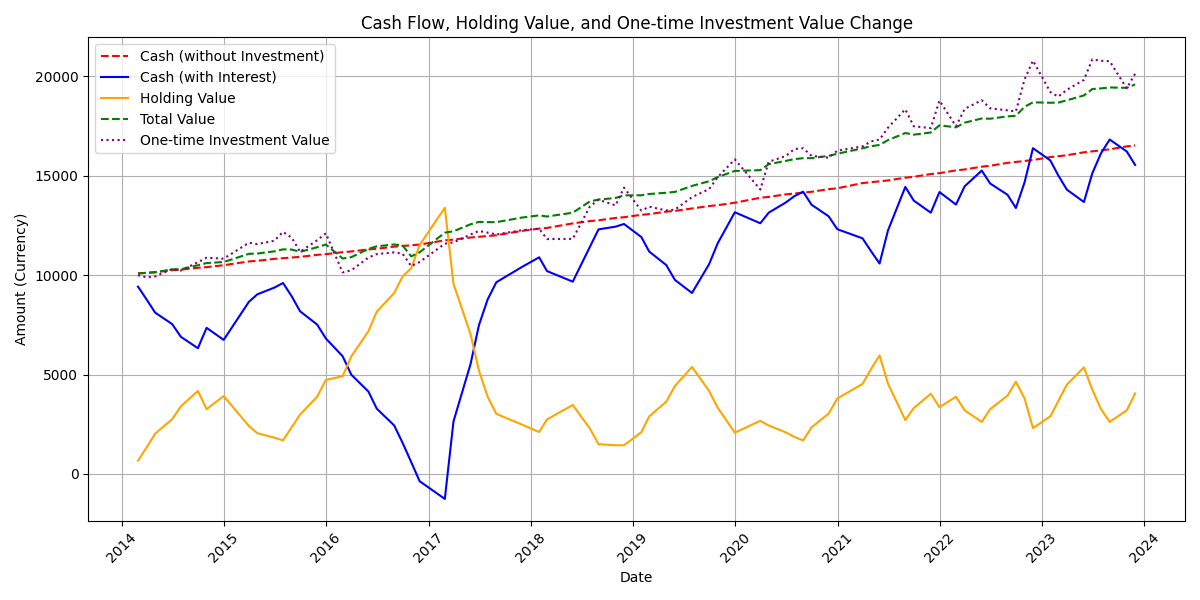 Cash Flow, Holding Value, and One-time Investment Value Change
Cash (without Investment)
Cash (with Interest)
Holding Value
Total Value
One-time Investment Value
Amount (Currency)
20000
15000
10000
5000
0
2014 2015 2016 2017 2018 2019 2020 2021 2022 2023 2024
Date